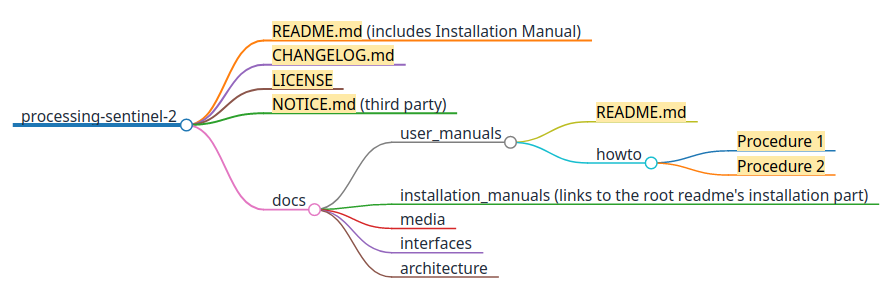 README.md (includes Installation Manual)
CHANGELOG.md
LICENSE
NOTICE.md (third party)
processing-sentinel-2
docs
user_manuals
README.md
howto
Procedure 1
Procedure 2
installation_manuals (links to the root readme's installation part)
media
interfaces
architecture